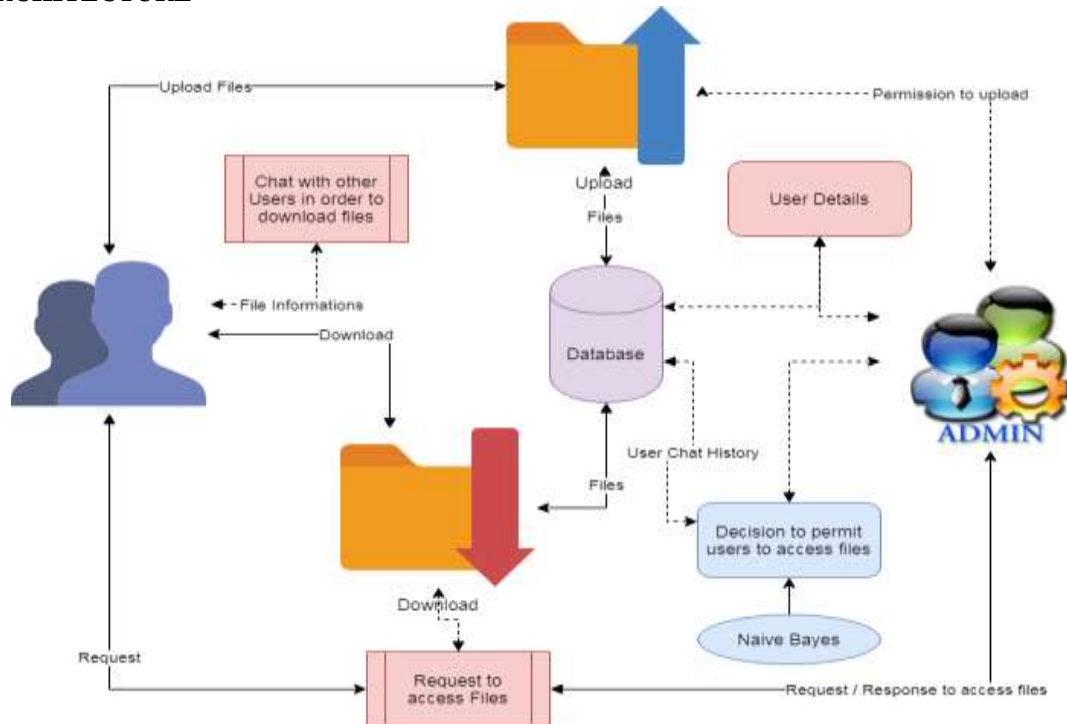 Upload Files
Permission to upload
Chat with other
Users in order to
download files
Upload
Files
User Details
File Informations
Download
Database
ADMIN
User Chat History
Files
Decision to permit
users to access files
Download
Naive Bayes
Request
Request to
access Files
Request / Response to access files